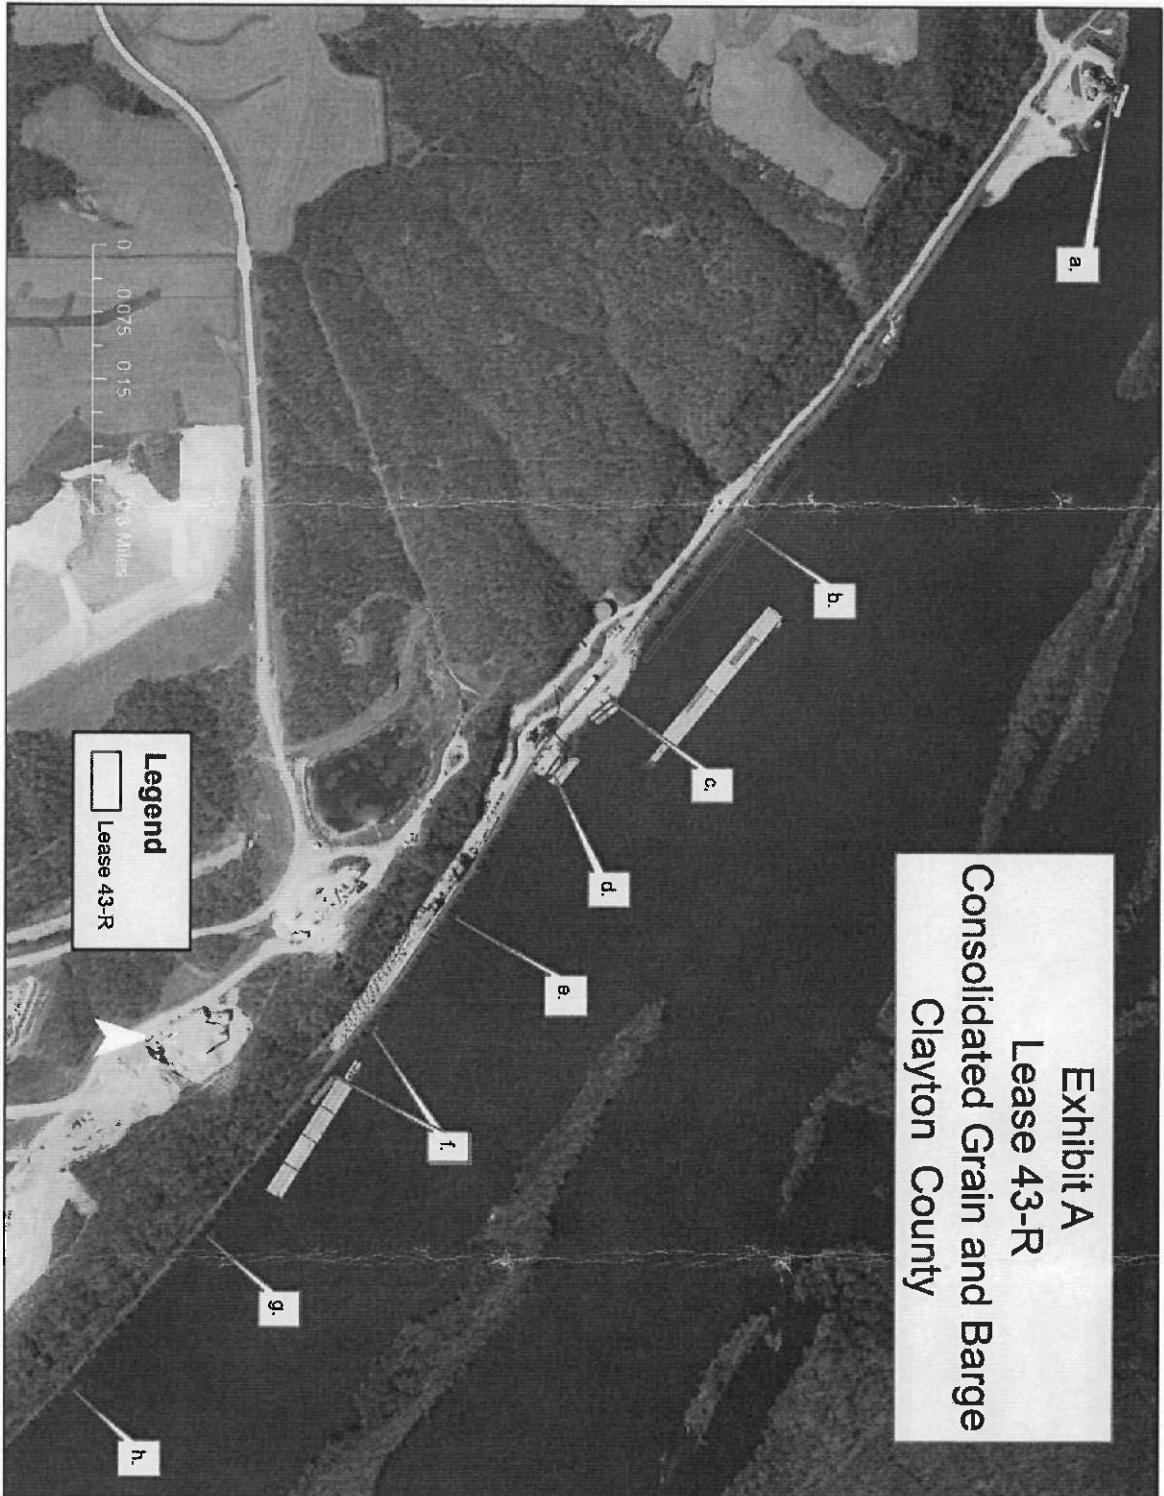 Exhibit A
Lease 43-R
Consolidated Grain and Barge
Clayton County
a.
b.
c.
d.
e.
f.
g.
h.
Legend
Lease 43-R
0 0.075 0.15 0.3 Miles